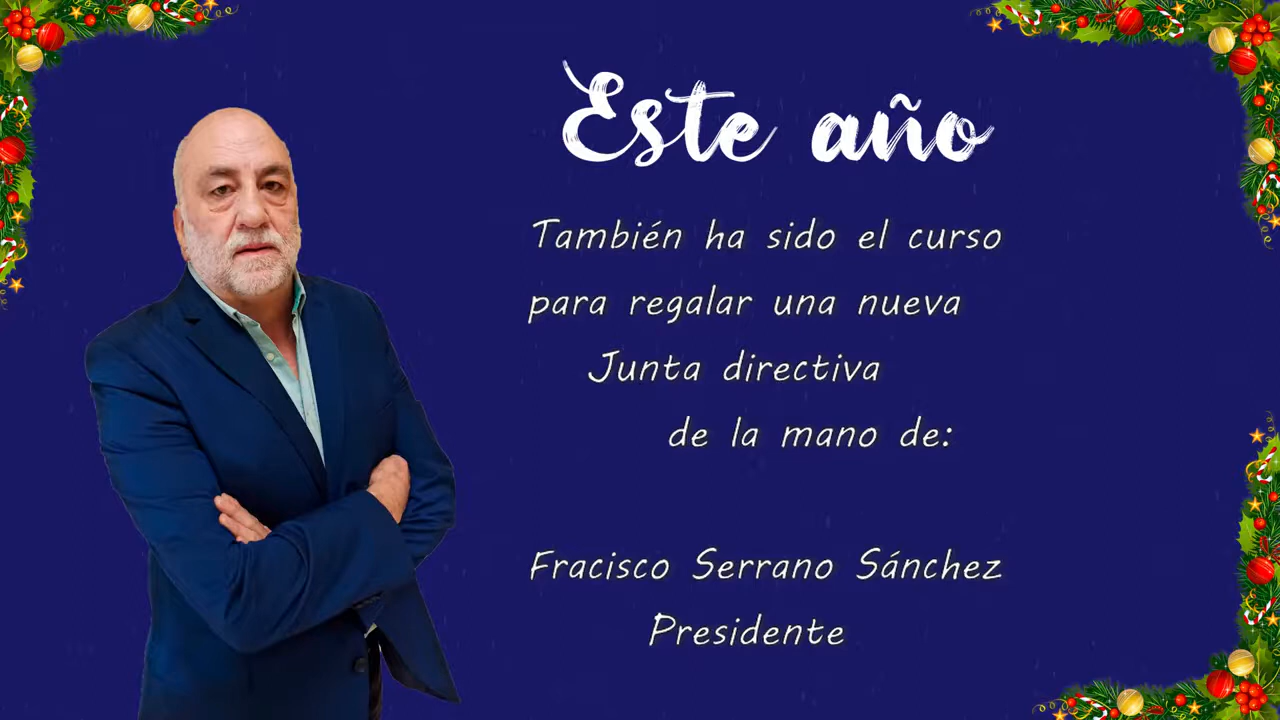 Este año
También ha sido el curso
para regalar una nueva
Junta directiva
de la mano de:
Fracisco Serrano Sánchez
Presidente